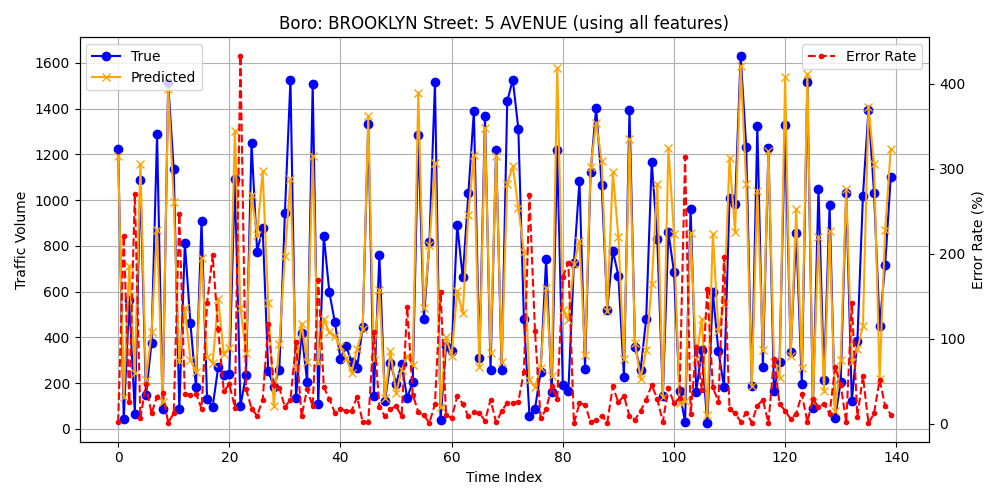 Boro: BROOKLYN Street: 5 AVENUE (using all features)
True
Predicted
Error Rate
1600
1400
1200
1000
800
600
400
200
0
Traffic Volume
400
300
200
100
0
Error Rate (%)
0 20 40 60 80 100 120 140
Time Index